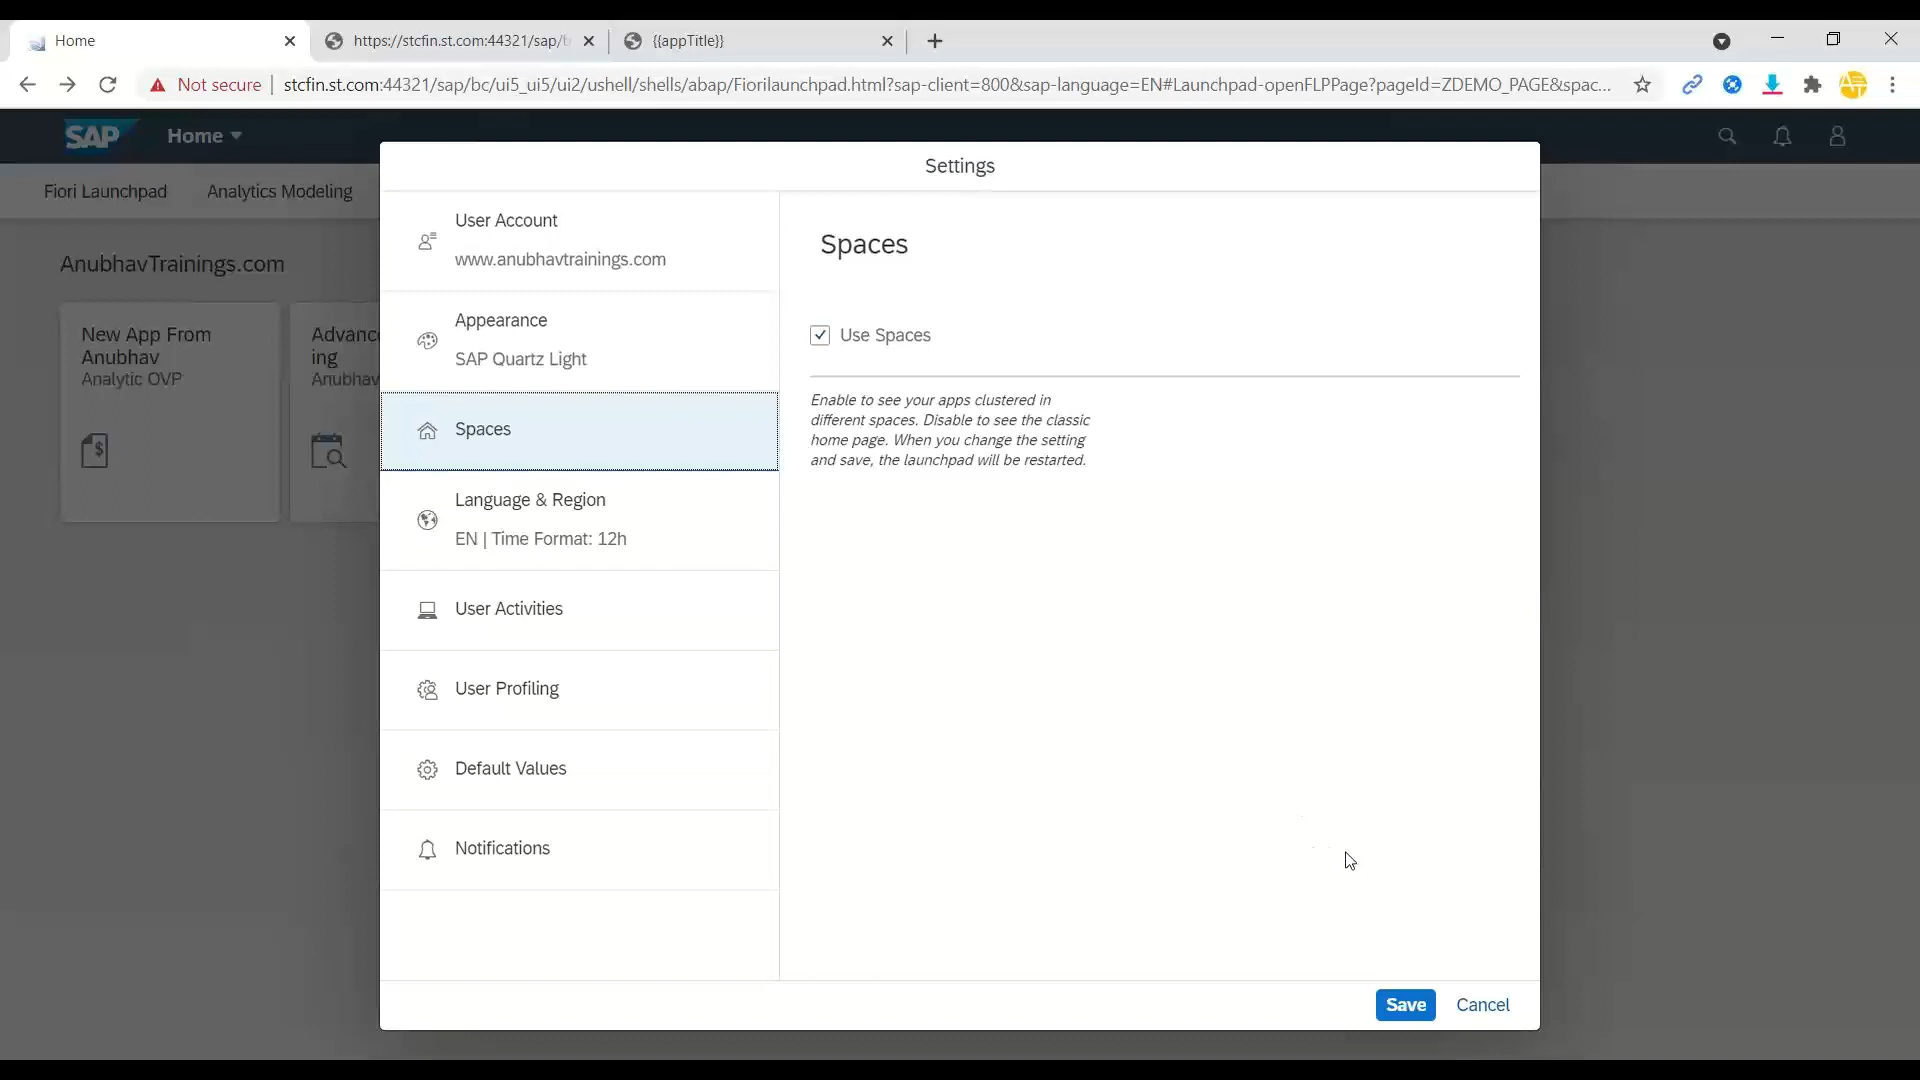 Home
https://stcfin.st.com:44321/sap/b
{{appTitle}}
Not secure
stcfin.st.com:44321/sap/bc/ui5_ui5/ui2/ushell/shells/abap/Fiorilaunchpad.html?sap-client=800&sap-language=EN#Launchpad-openFLPPage?pageId=ZDEMO_PAGE&spac...
SAP
Home
Settings
Fiori Launchpad
Analytics Modeling
AnubhavTrainings.com
New App From
Anubhav
Analytic OVP
Advanc
ing
Anubhav
User Account
www.anubhavtrainings.com
Appearance
SAP Quartz Light
Spaces
Language & Region
EN | Time Format: 12h
User Activities
User Profiling
Default Values
Notifications
Spaces
Use Spaces
Enable to see your apps clustered in
different spaces. Disable to see the classic
home page. When you change the setting
and save, the launchpad will be restarted.
Save
Cancel